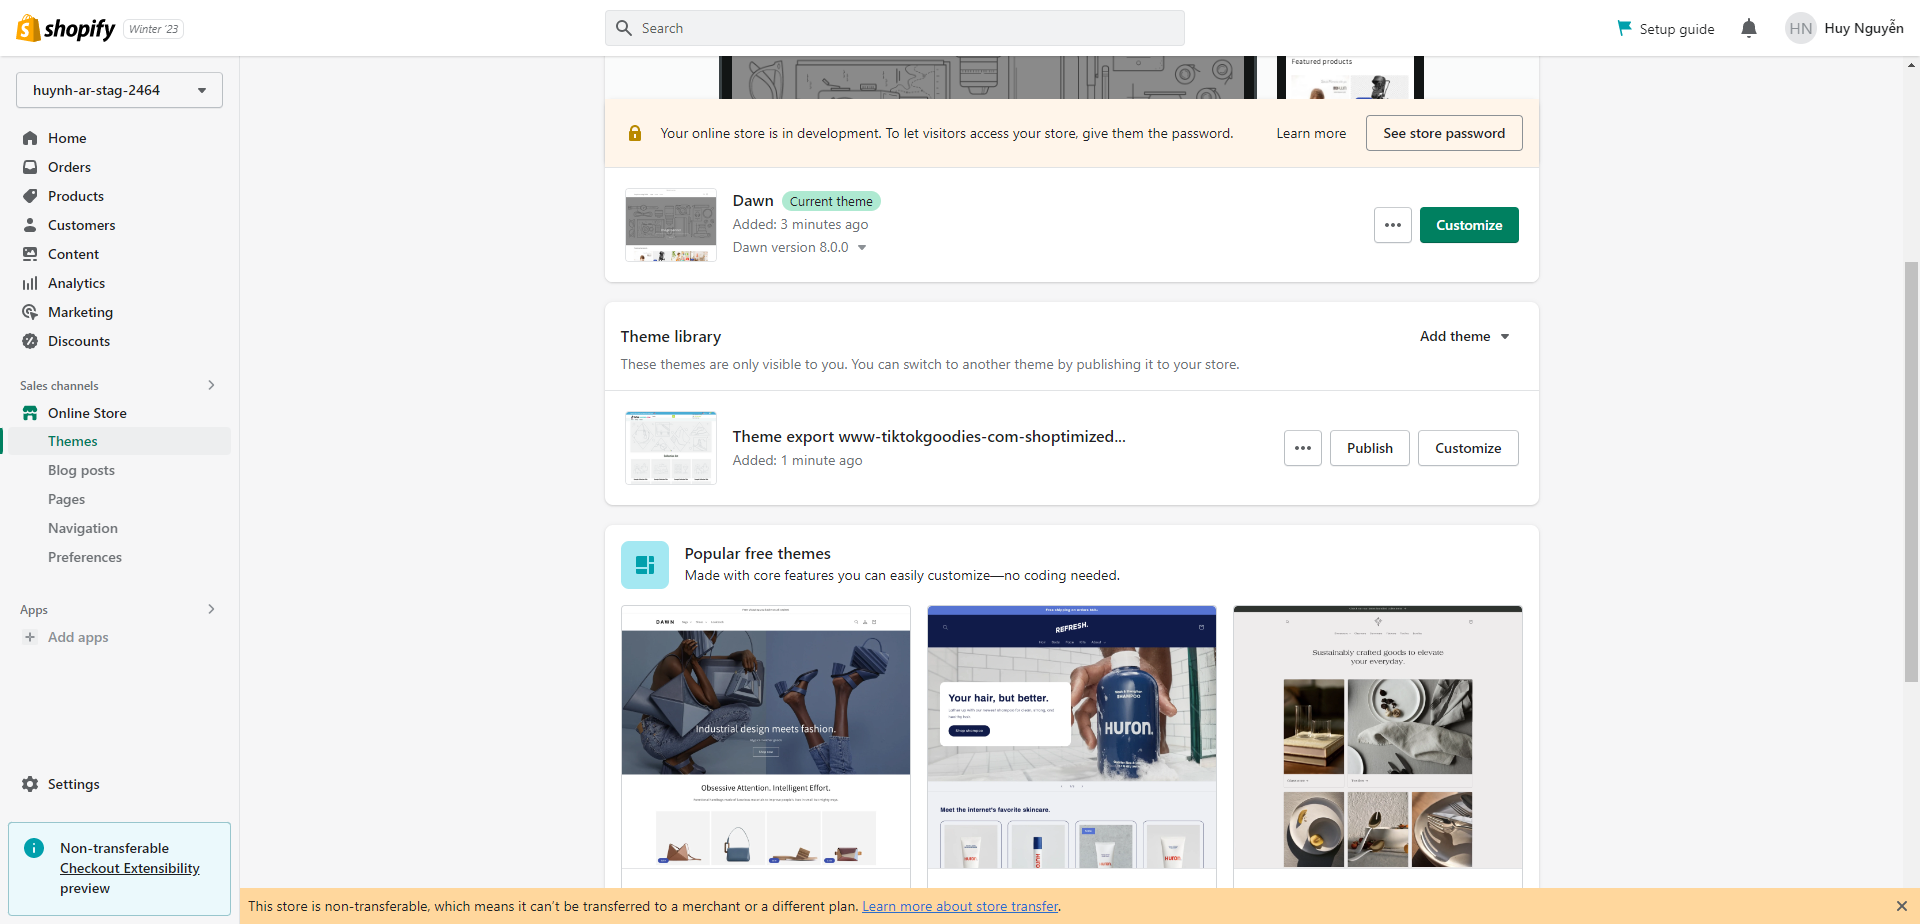 shopify
Winter '23
Search
Setup guide
HN
Huy Nguyễn
huynh-ar-stag-2464
Home
Orders
Products
Customers
Content
Analytics
Marketing
Discounts
Sales channels
Online Store
Themes
Blog posts
Pages
Navigation
Preferences
Apps
Add apps
Settings
Non-transferable
Checkout Extensibility
preview
Featured products
Your online store is in development. To let visitors access your store, give them the password.
Learn more
See store password
Dawn
Current theme
Added: 3 minutes ago
Dawn version 8.0.0
Customize
Theme library
Add theme
These themes are only visible to you. You can switch to another theme by publishing it to your store.
Theme export www-tiktokgoodies-com-shoptimized...
Added: 1 minute ago
Publish
Customize
Popular free themes
Made with core features you can easily customize—no coding needed.
DAWN
Industrial design meets fashion.
Shop now
Obsessive Attention. Intelligent Effort.
REFRESH.
Your hair, but better.
Shop shampoo
SHAMPOO
HURON.
Meet the internet's favorite skincare.
Sustainably crafted goods to elevate
your everyday.
This store is non-transferable, which means it can't be transferred to a merchant or a different plan. Learn more about store transfer.